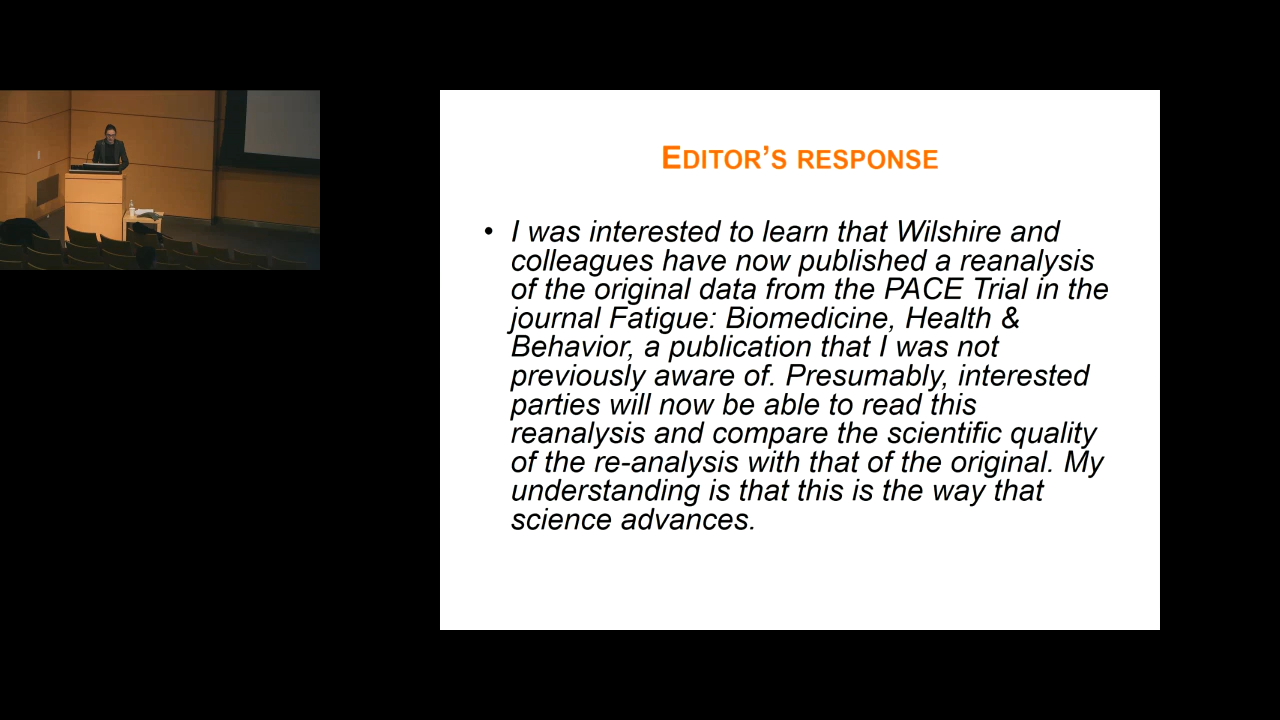 EDITOR'S RESPONSE
• I was interested to learn that Wilshire and
colleagues have now published a reanalysis
of the original data from the PACE Trial in the
journal Fatigue: Biomedicine, Health &
Behavior, a publication that I was not
previously aware of. Presumably, interested
parties will now be able to read this
reanalysis and compare the scientific quality
of the re-analysis with that of the original. My
understanding is that this is the way that
science advances.